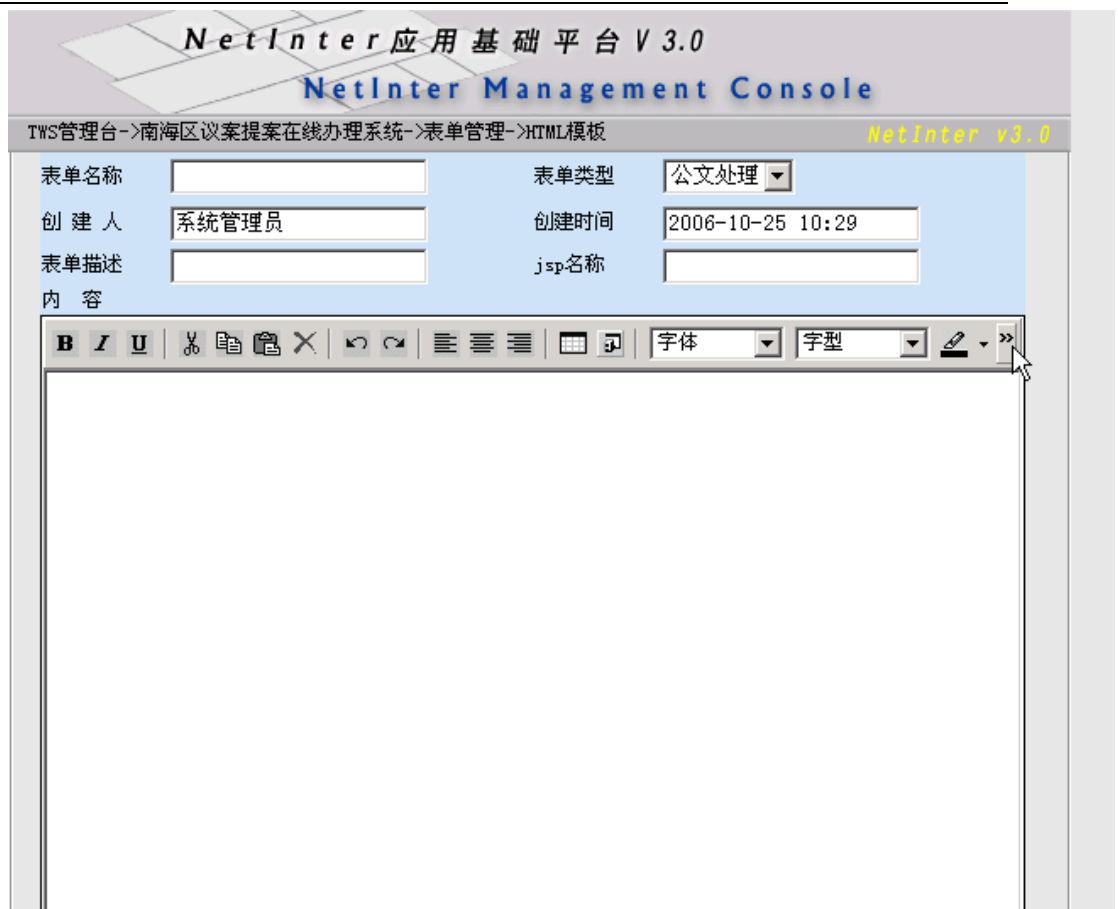 NetInter应用基础平台V3.0
NetInter Management Console
TWS管理台->南海区议案提案在线办理系统->表单管理->HTML模板 NetInter v3.0
表单名称 表单类型 公文处理
创 建 人 系统管理员 创建时间 2006-10-25 10:29
表单描述 jsp名称
内 容
B I U 字体 字型 »